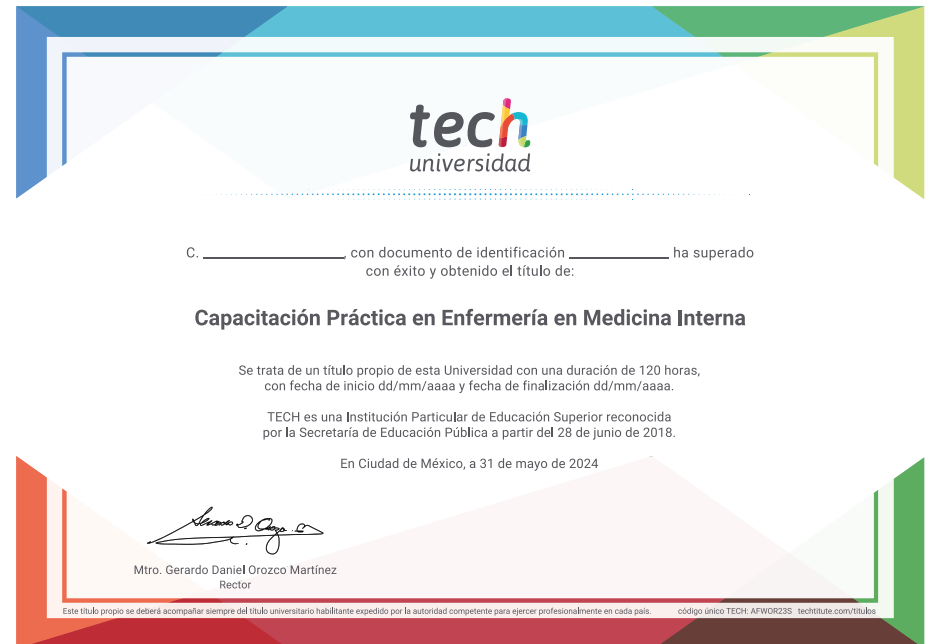 tech
universidad
C. ____________, con documento de identificación ____________ ha superado
con éxito y obtenido el título de:
Capacitación Práctica en Enfermería en Medicina Interna
Se trata de un título propio de esta Universidad con una duración de 120 horas,
con fecha de inicio dd/mm/aaaa y fecha de finalización dd/mm/aaaa.
TECH es una Institución Particular de Educación Superior reconocida
por la Secretaría de Educación Pública a partir del 28 de junio de 2018.
En Ciudad de México, a 31 de mayo de 2024
Mtro. Gerardo Daniel Orozco Martínez
Rector
Este título propio se deberá acompañar siempre del título universitario habilitante expedido por la autoridad competente para ejercer profesionalmente en cada país. código único TECH: AFWOR23S techtitute.com/titulos